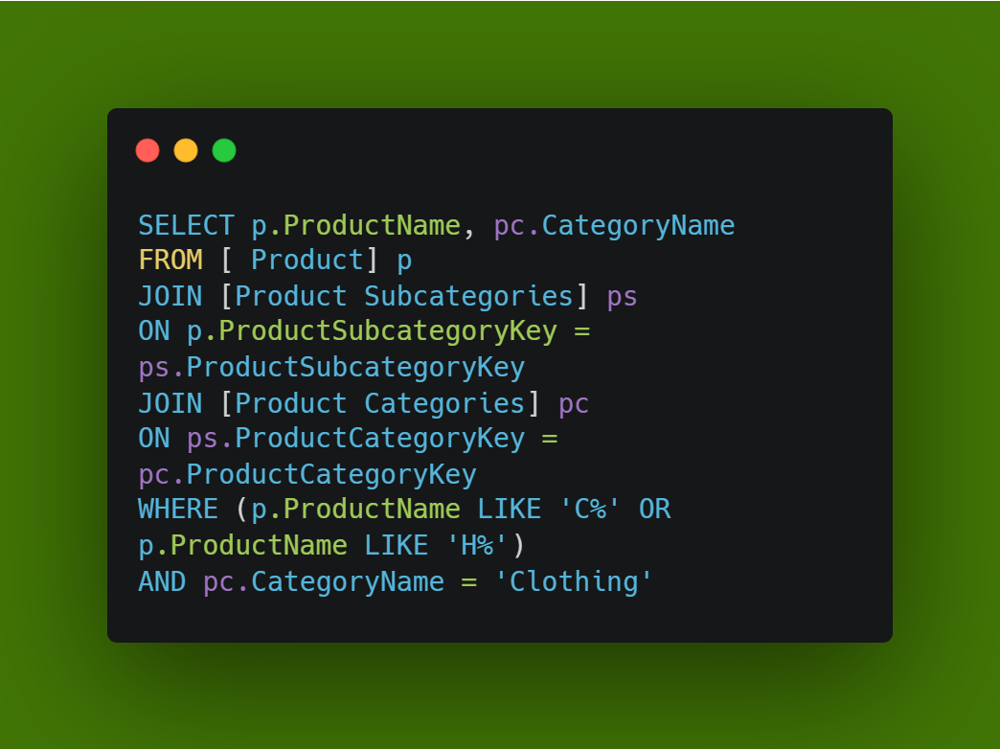 SELECT p.ProductName, pc.CategoryName
FROM [ Product] p
JOIN [Product Subcategories] ps
ON p.ProductSubcategoryKey =
ps.ProductSubcategoryKey
JOIN [Product Categories] pc
ON ps.ProductCategoryKey =
pc.ProductCategoryKey
WHERE (p.ProductName LIKE 'C%' OR
p.ProductName LIKE 'H%')
AND pc.CategoryName = 'Clothing'